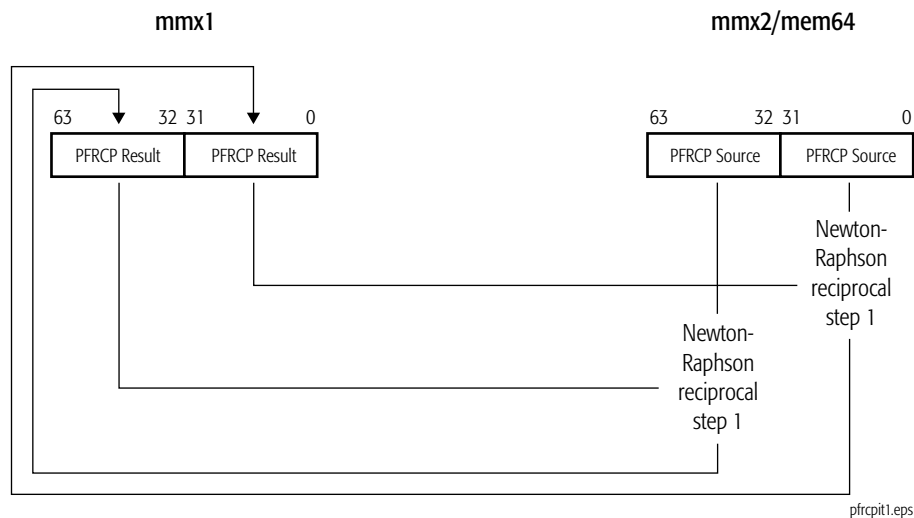 mmx1
mmx2/mem64
63 32 31 0
63 32 31 0
PFRCP Result PFRCP Result
PFRCP Source PFRCP Source
Newton-
Raphson
reciprocal
step 1
Newton-
Raphson
reciprocal
step 1
pfrcpit1.eps